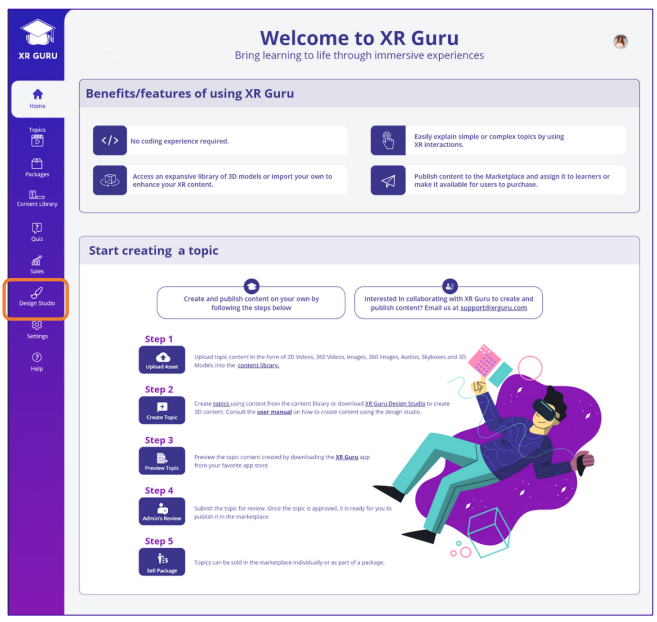 XR GURU
Home
Topics
Packages
Content Library
Quiz
Sales
Design Studio
Settings
Help
Welcome to XR Guru
Bring learning to life through immersive experiences
Benefits/features of using XR Guru
</>
No coding experience required.
Easily explain simple or complex topics by using
XR interactions.
Access an expansive library of 3D models or import your own to
enhance your XR content.
Publish content to the Marketplace and assign it to learners or
make it available for users to purchase.
Start creating a topic
Create and publish content on your own by
following the steps below
Interested in collaborating with XR Guru to create and
publish content? Email us at support@xrguru.com
Step 1
Upload Asset
Upload topic content in the form of 2D Videos, 360 Videos, Images, 360 Images, Audios, Skyboxes and 3D
Models into the content library.
Step 2
Create Topic
Create topics using content from the content library or download XR Guru Design Studio to create
3D content. Consult the user manual on how to create content using the design studio.
Step 3
Preview Topic
Preview the topic content created by downloading the XR Guru app
from your favorite app store
Step 4
Admin's Review
Submit the topic for review. Once the topic is approved, it is ready for you to
publish it in the marketplace.
Step 5
Sell Package
Topics can be sold in the marketplace individually or as part of a package.